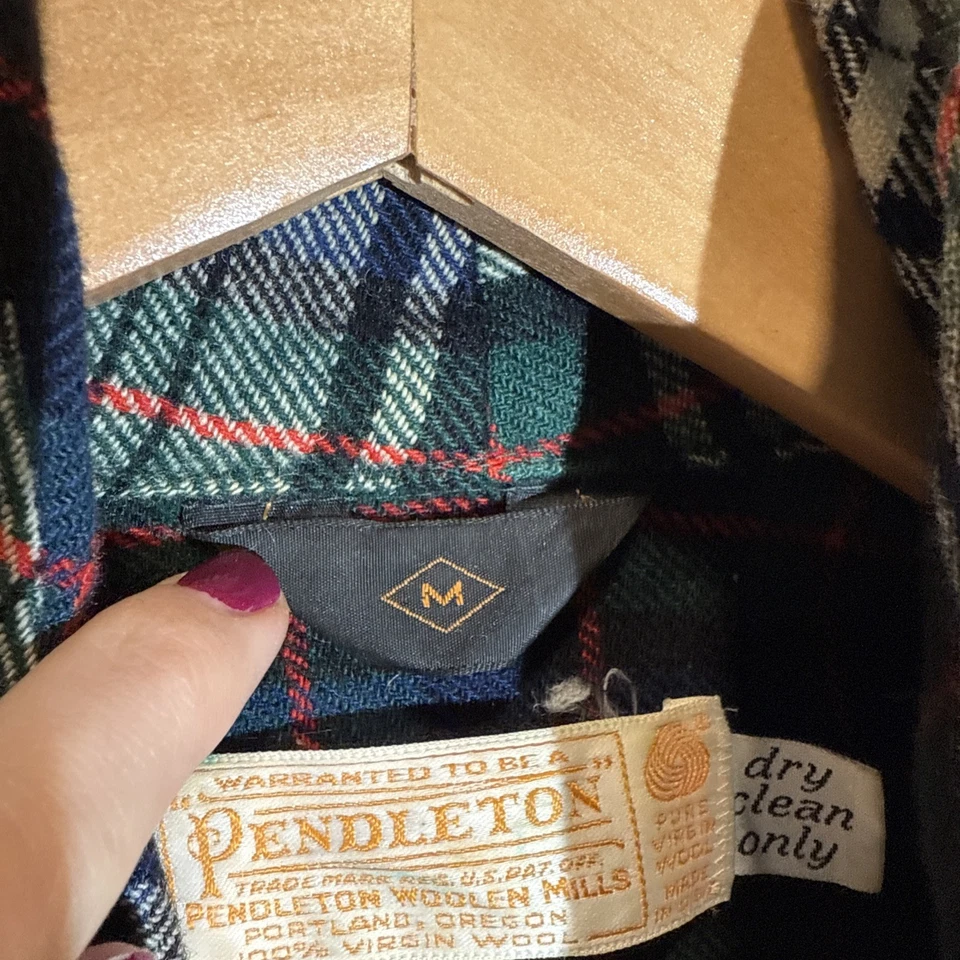 M
"WARRANTED TO BE A"
PENDLETON
TRADE MARK REG. U.S. PAT. OFF.
PENDLETON WOOLEN MILLS
PORTLAND, OREGON
100% VIRGIN WOOL
PURE
VIRGIN
WOOL
MADE
IN
dry
clean
only